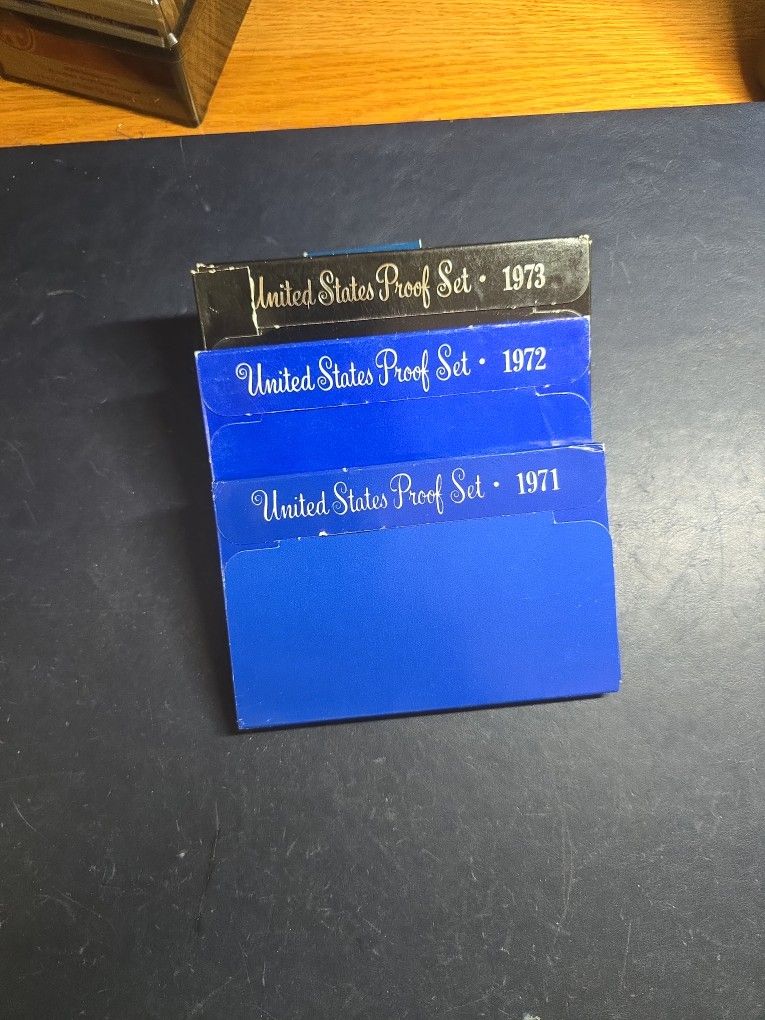 United States Proof Set • 1973
United States Proof Set • 1972
United States Proof Set • 1971